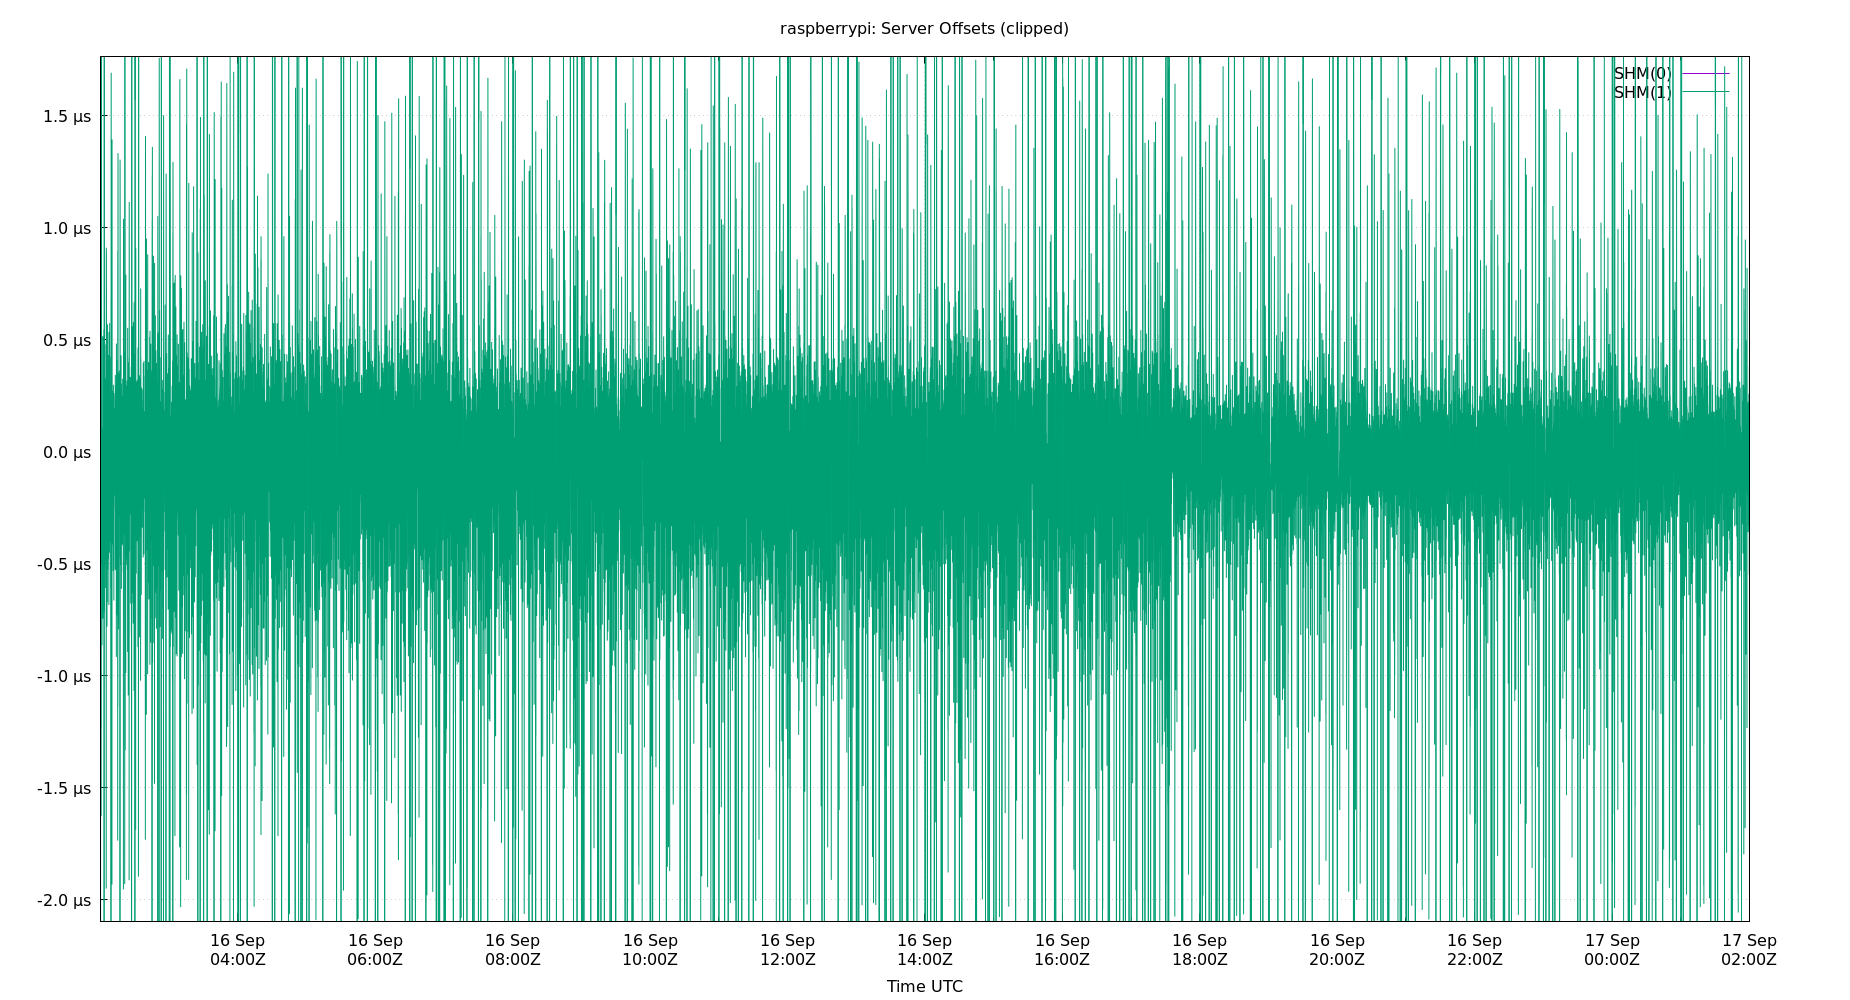 raspberrypi: Server Offsets (clipped)
SHM(0)
SHM(1)
1.5 µs
1.0 µs
0.5 µs
0.0 µs
-0.5 µs
-1.0 µs
-1.5 µs
-2.0 µs
16 Sep 16 Sep 16 Sep 16 Sep 16 Sep 16 Sep 16 Sep 16 Sep 16 Sep 16 Sep 17 Sep 17 Sep
04:00Z 06:00Z 08:00Z 10:00Z 12:00Z 14:00Z 16:00Z 18:00Z 20:00Z 22:00Z 00:00Z 02:00Z
Time UTC